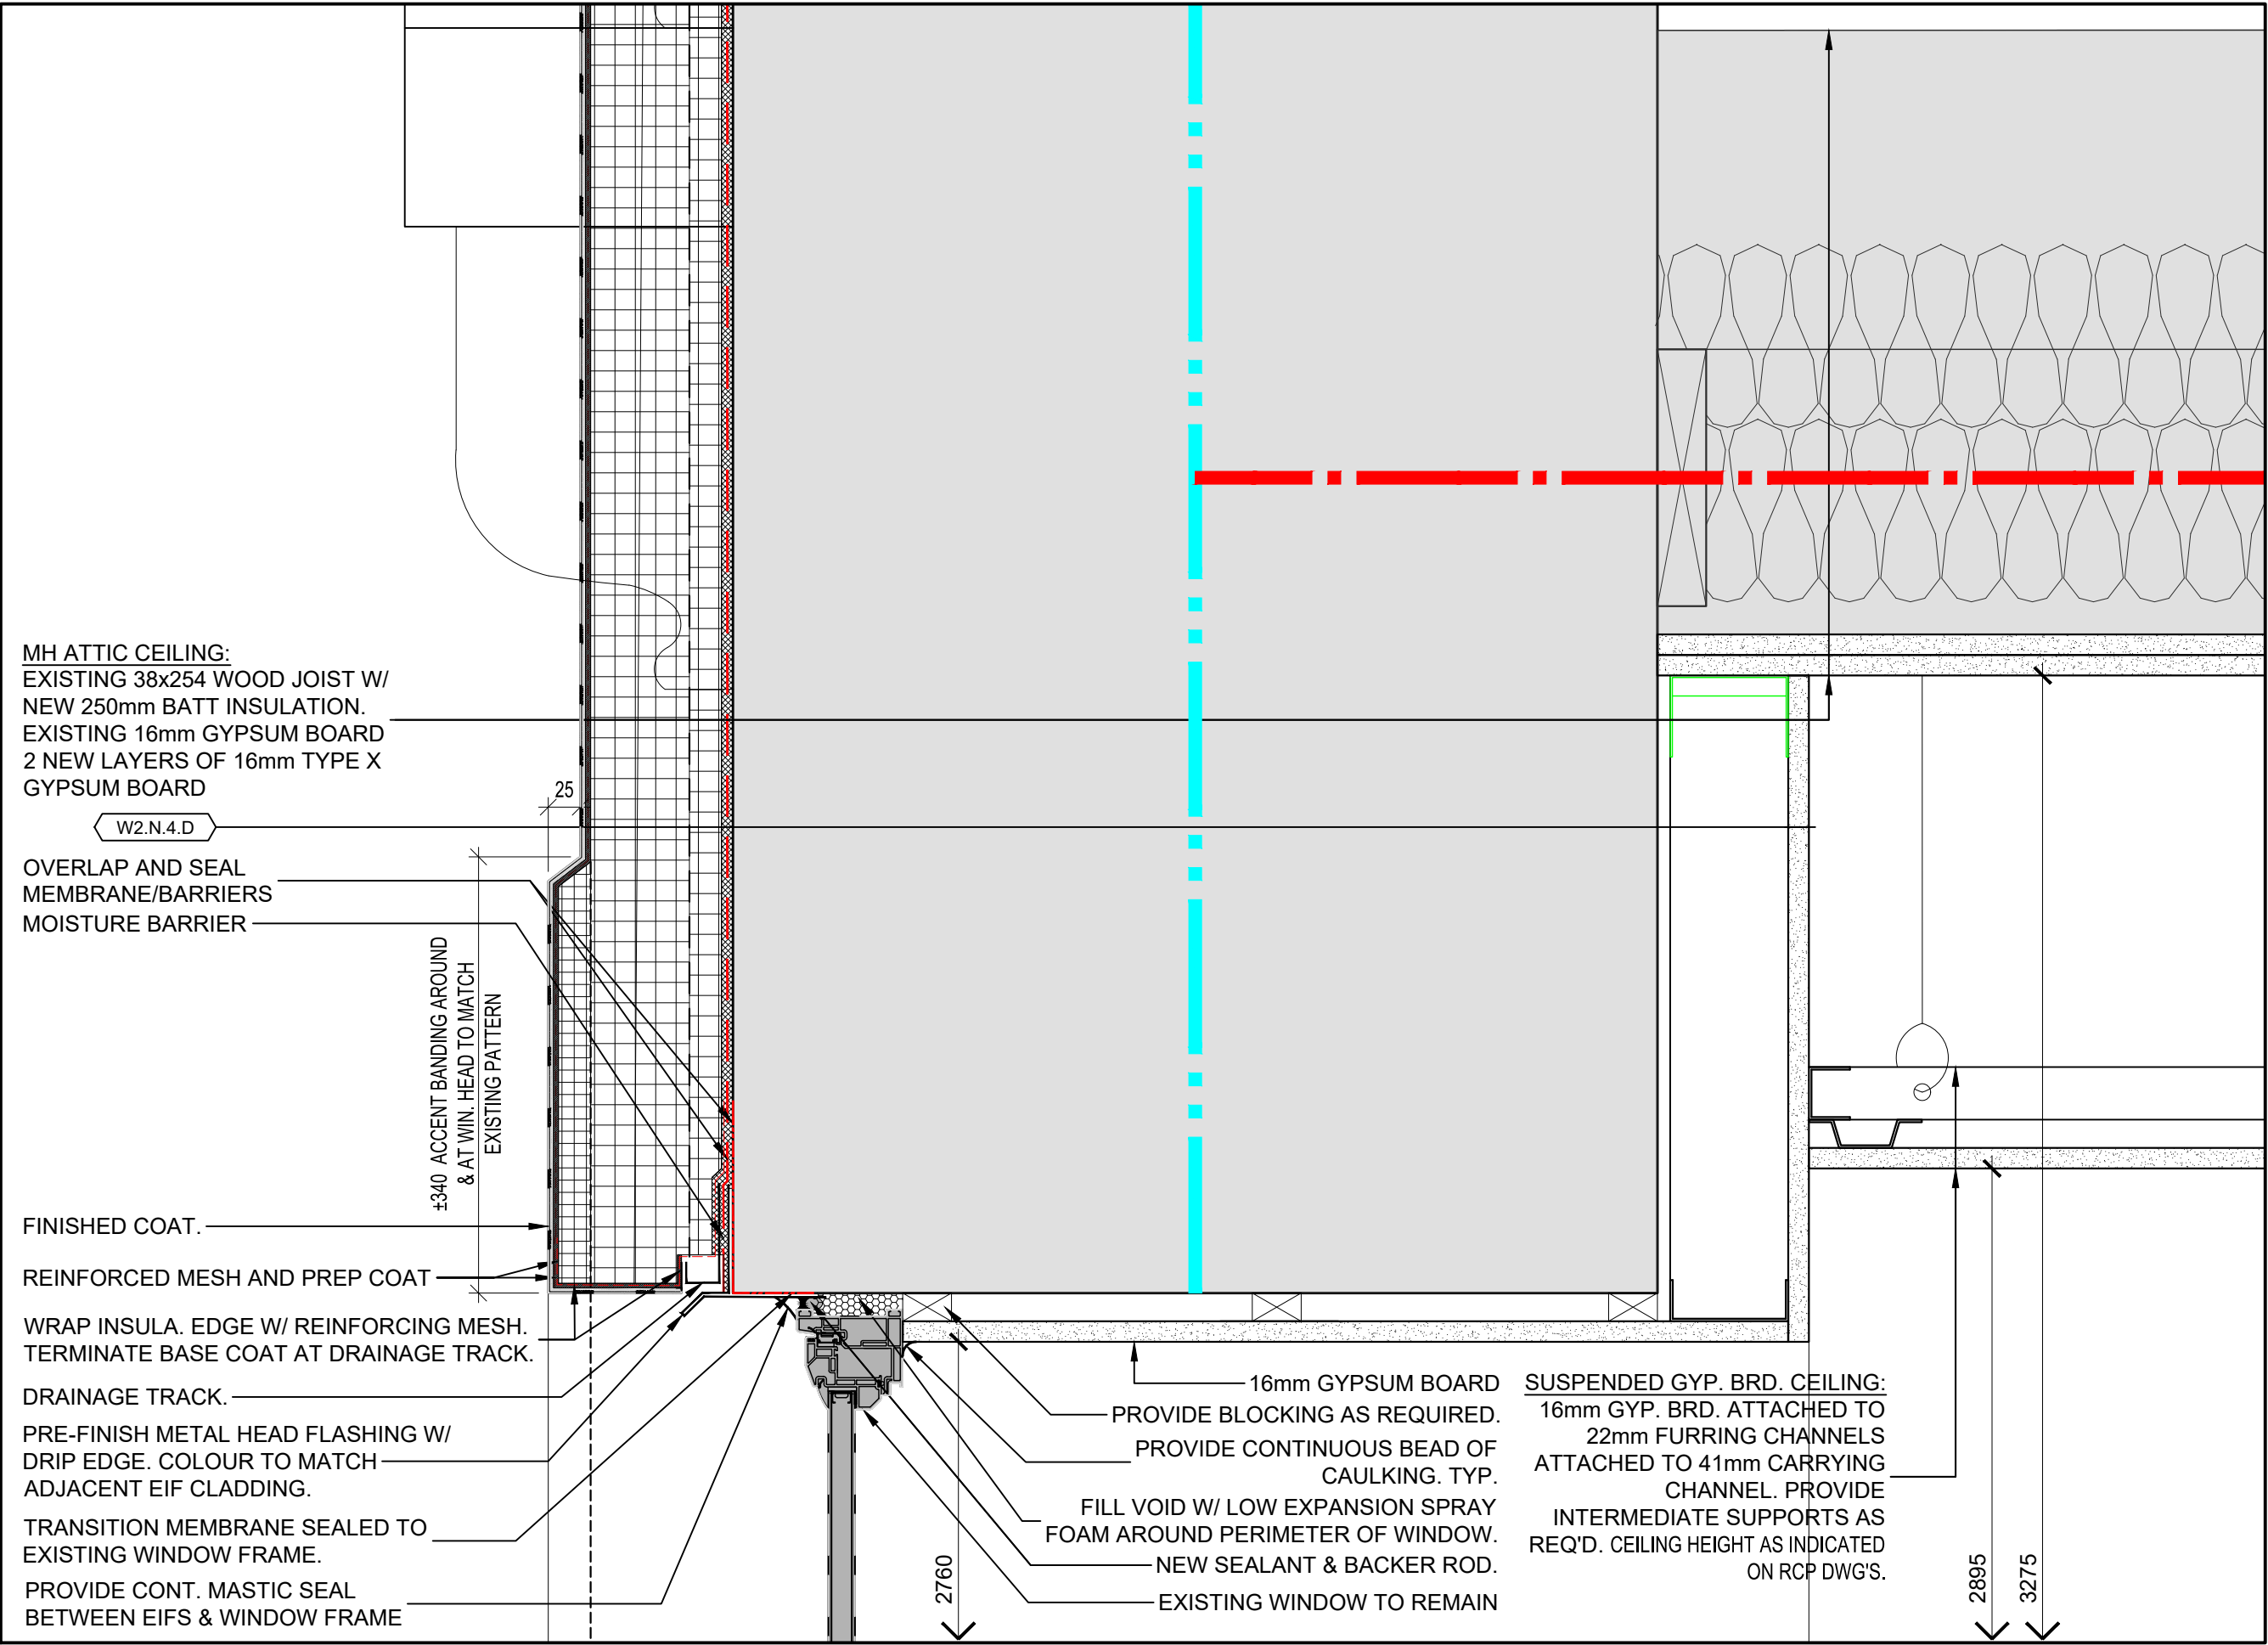 MH ATTIC CEILING:
EXISTING 38x254 WOOD JOIST W/
NEW 250mm BATT INSULATION.
EXISTING 16mm GYPSUM BOARD
2 NEW LAYERS OF 16mm TYPE X
GYPSUM BOARD
25
W2.N.4.D
OVERLAP AND SEAL
MEMBRANE/BARRIERS
MOISTURE BARRIER
±340 ACCENT BANDING AROUND
& AT WIN. HEAD TO MATCH
EXISTING PATTERN
FINISHED COAT.
REINFORCED MESH AND PREP COAT
WRAP INSULA. EDGE W/ REINFORCING MESH.
TERMINATE BASE COAT AT DRAINAGE TRACK.
DRAINAGE TRACK.
PRE-FINISH METAL HEAD FLASHING W/
DRIP EDGE. COLOUR TO MATCH
ADJACENT EIF CLADDING.
TRANSITION MEMBRANE SEALED TO
EXISTING WINDOW FRAME.
PROVIDE CONT. MASTIC SEAL
BETWEEN EIFS & WINDOW FRAME
2760
16mm GYPSUM BOARD
PROVIDE BLOCKING AS REQUIRED.
PROVIDE CONTINUOUS BEAD OF
CAULKING. TYP.
FILL VOID W/ LOW EXPANSION SPRAY
FOAM AROUND PERIMETER OF WINDOW.
NEW SEALANT & BACKER ROD.
EXISTING WINDOW TO REMAIN
SUSPENDED GYP. BRD. CEILING:
16mm GYP. BRD. ATTACHED TO
22mm FURRING CHANNELS
ATTACHED TO 41mm CARRYING
CHANNEL. PROVIDE
INTERMEDIATE SUPPORTS AS
REQ'D. CEILING HEIGHT AS INDICATED
ON RCP DWG'S.
2895
3275